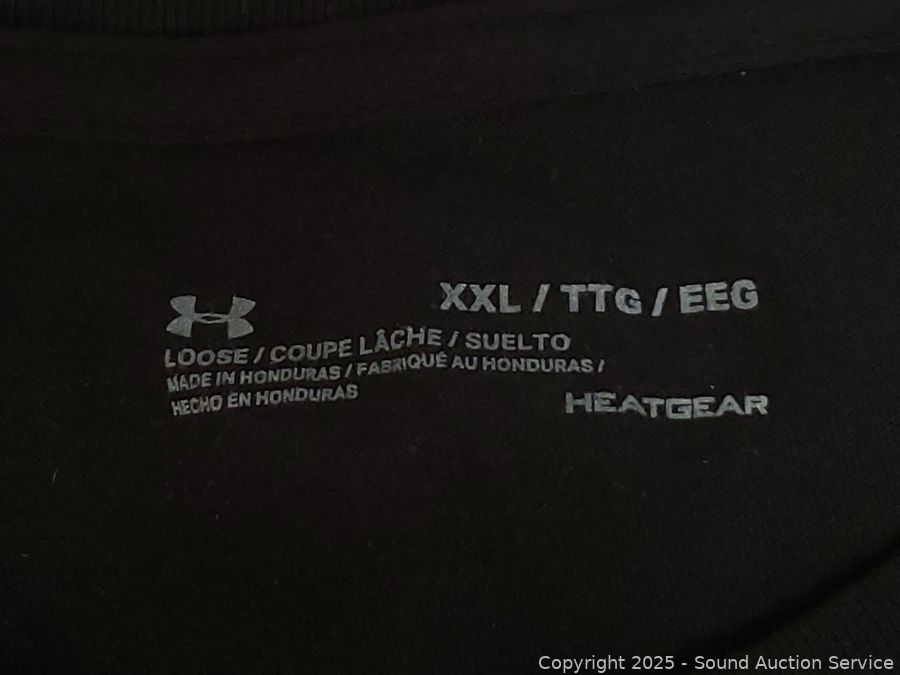 XXL / TTG / EEG
LOOSE / COUPE LÂCHE / SUELTO
MADE IN HONDURAS / FABRIQUÉ AU HONDURAS /
HECHO EN HONDURAS
HEATGEAR
Copyright 2025 - Sound Auction Service